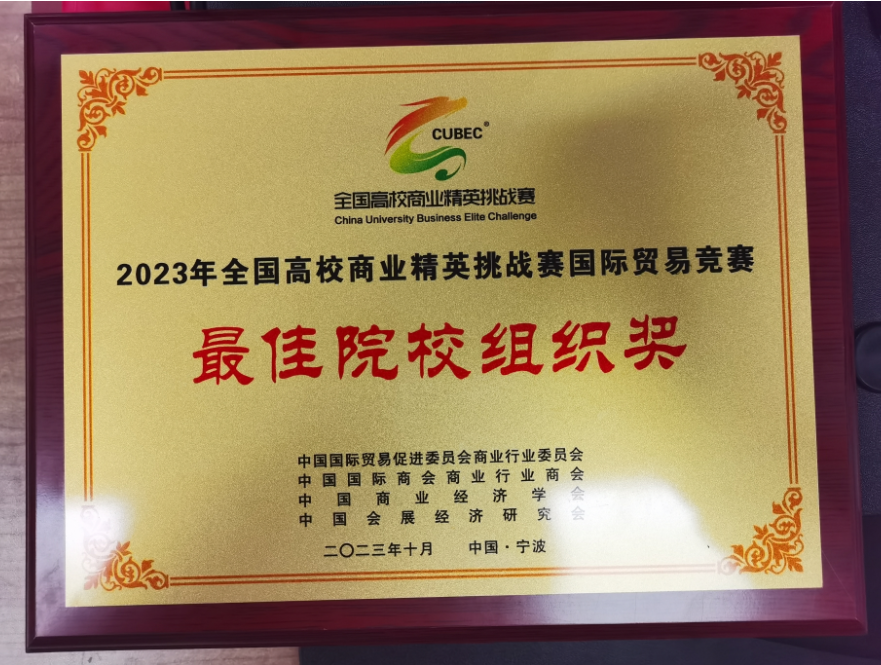 CUBEC®
全国高校商业精英挑战赛
China University Business Elite Challenge
2023年全国高校商业精英挑战赛国际贸易竞赛
最佳院校组织奖
中国国际贸易促进委员会商业行业委员会
中国国际商会商业行业商会
中国商业经济学会
中国会展经济研究会
二〇二三年十月 中国·宁波